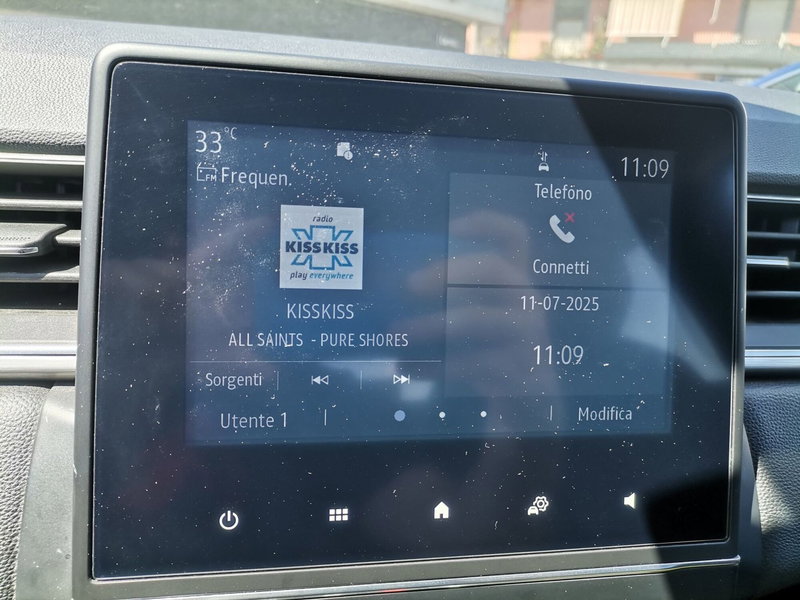 33°C
11:09
FM Frequen.
Telefono
radio
KISSKISS
play everywhere
Connetti
KISSKISS
11-07-2025
ALL SAINTS - PURE SHORES
11:09
Sorgenti
Utente 1
Modifica